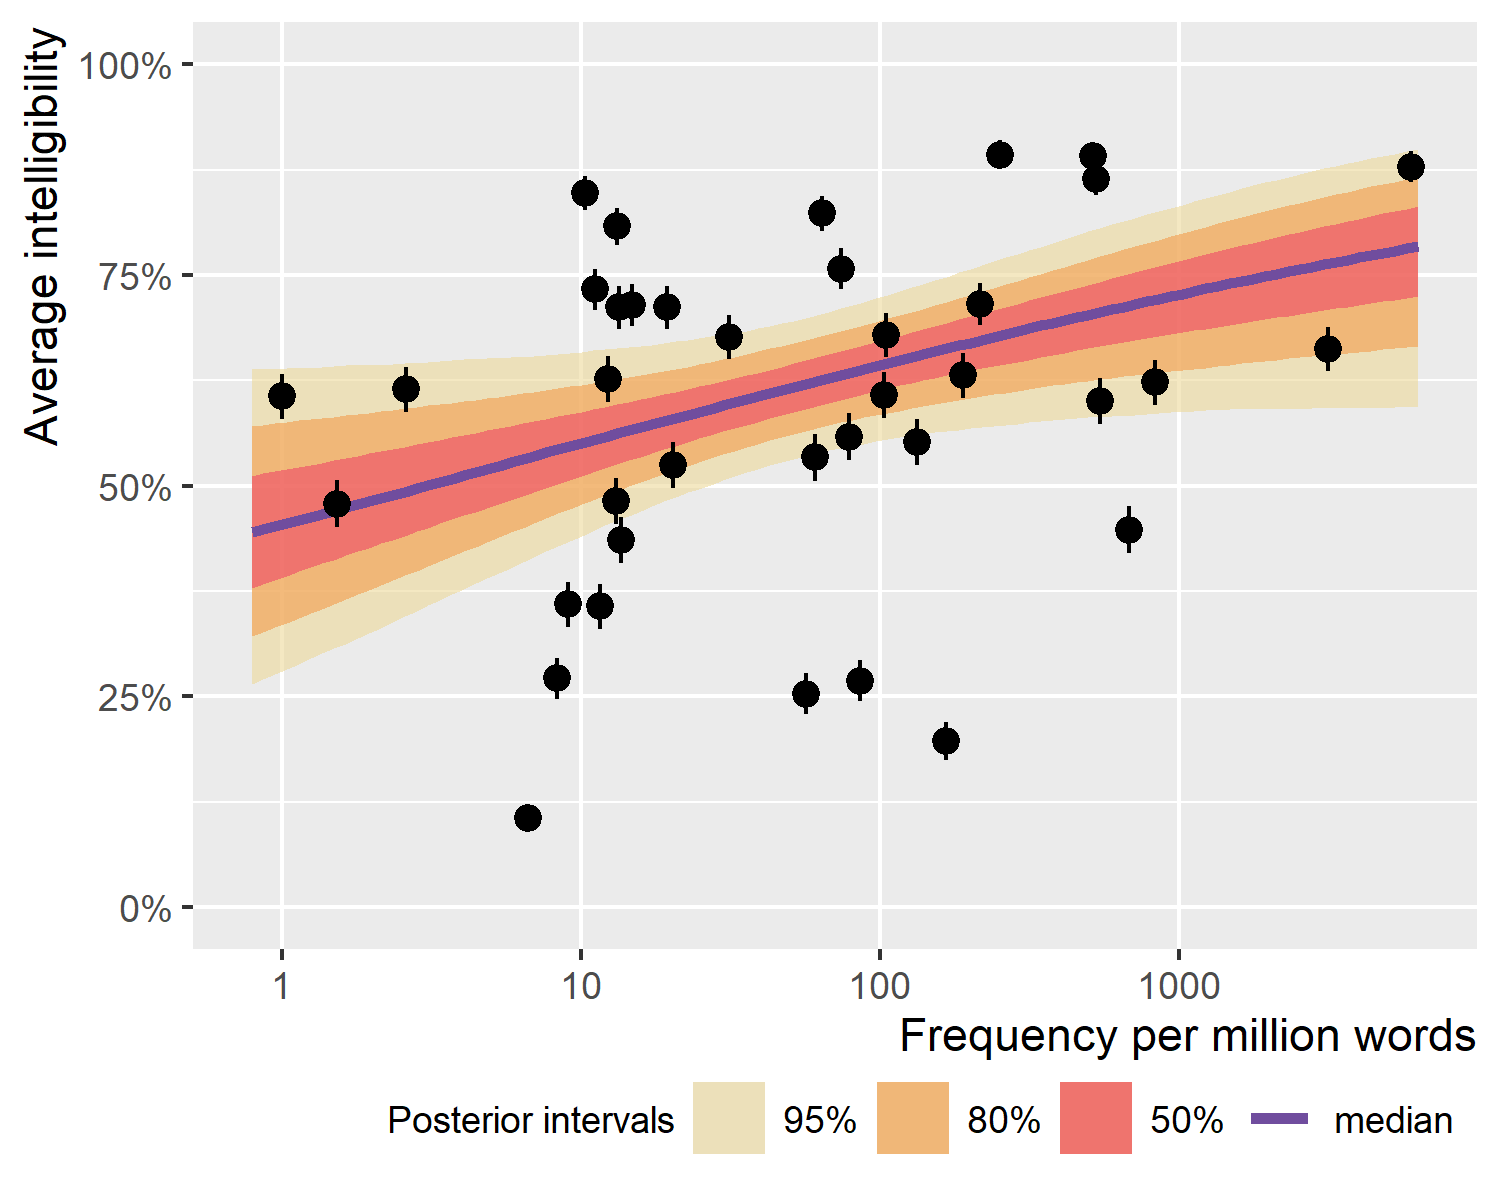 Average intelligibility
100%
75%
50%
25%
0%
1 10 100 1000
Frequency per million words
Posterior intervals 95% 80% 50% median